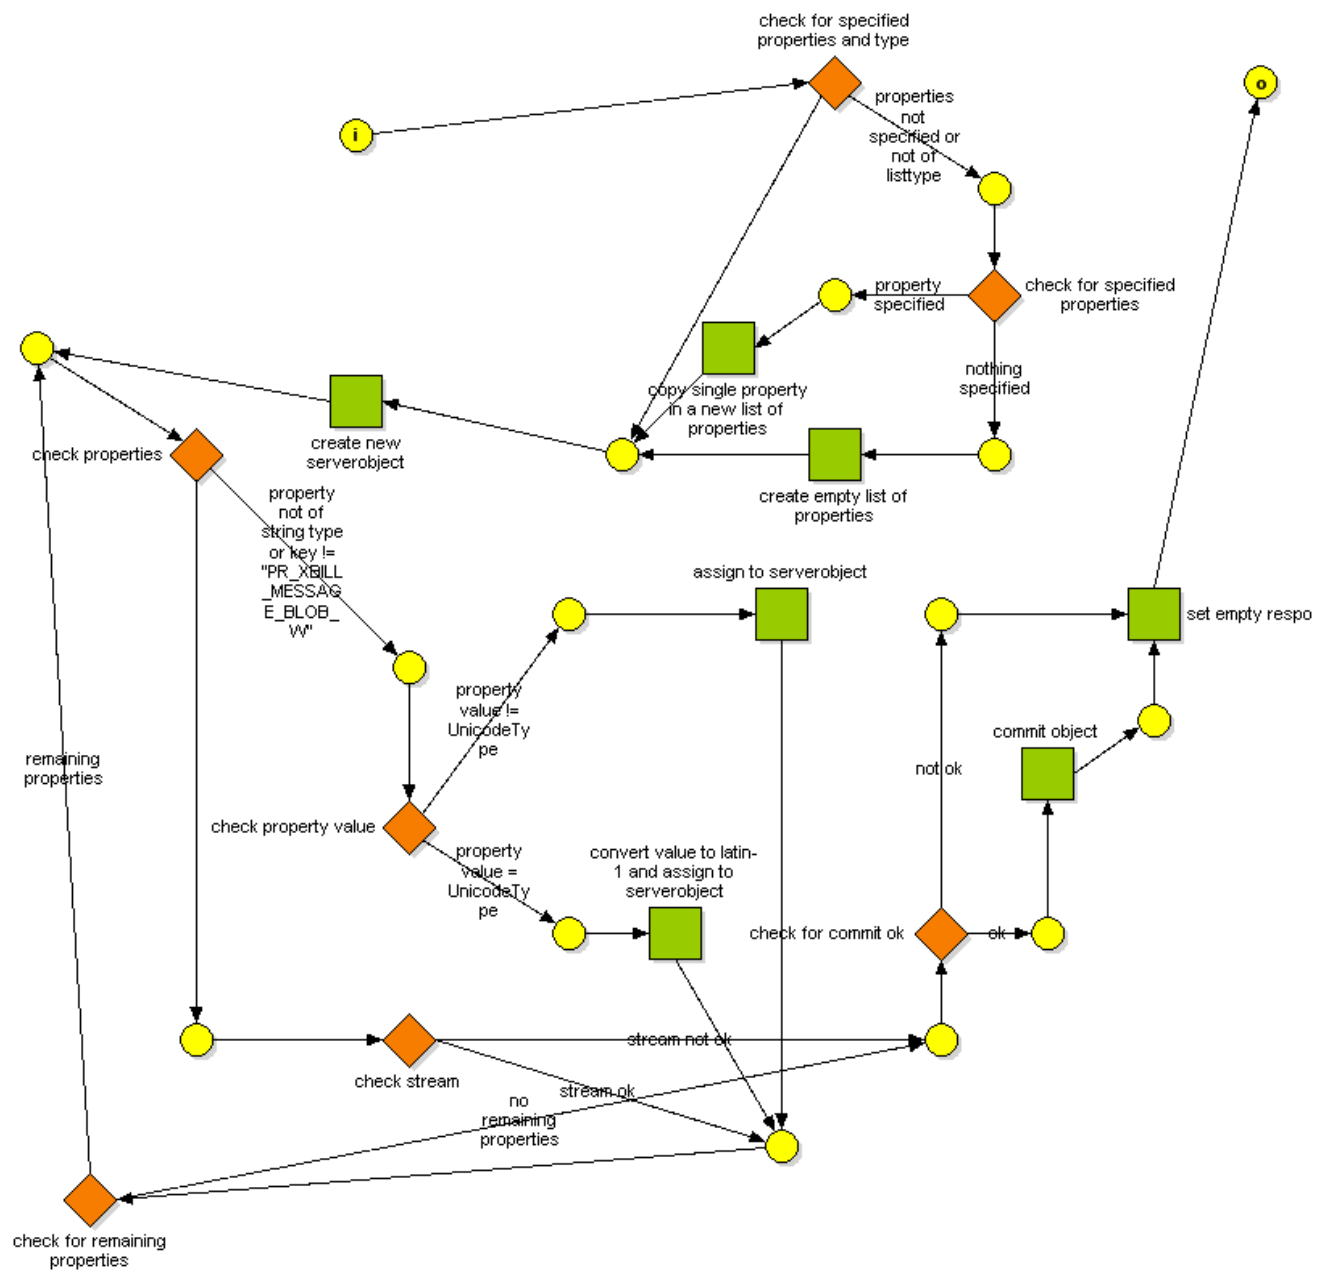 check for specified
properties and type
i
o
properties
not
specified or
not of
listtype
property
specified
check for specified
properties
nothing
specified
copy single property
in a new list of
properties
create new
serverobject
check properties
create empty list of
properties
property
not of
string type
or key !=
"PR_XBILL
_MESSAG
E_BLOB_
W"
assign to serverobject
set empty respo
property
value !=
UnicodeTy
pe
commit object
remaining
properties
not ok
check property value
property
value =
UnicodeTy
pe
convert value to latin-
1 and assign to
serverobject
check for commit ok
ok
stream not ok
check stream
stream ok
no
remaining
properties
check for remaining
properties